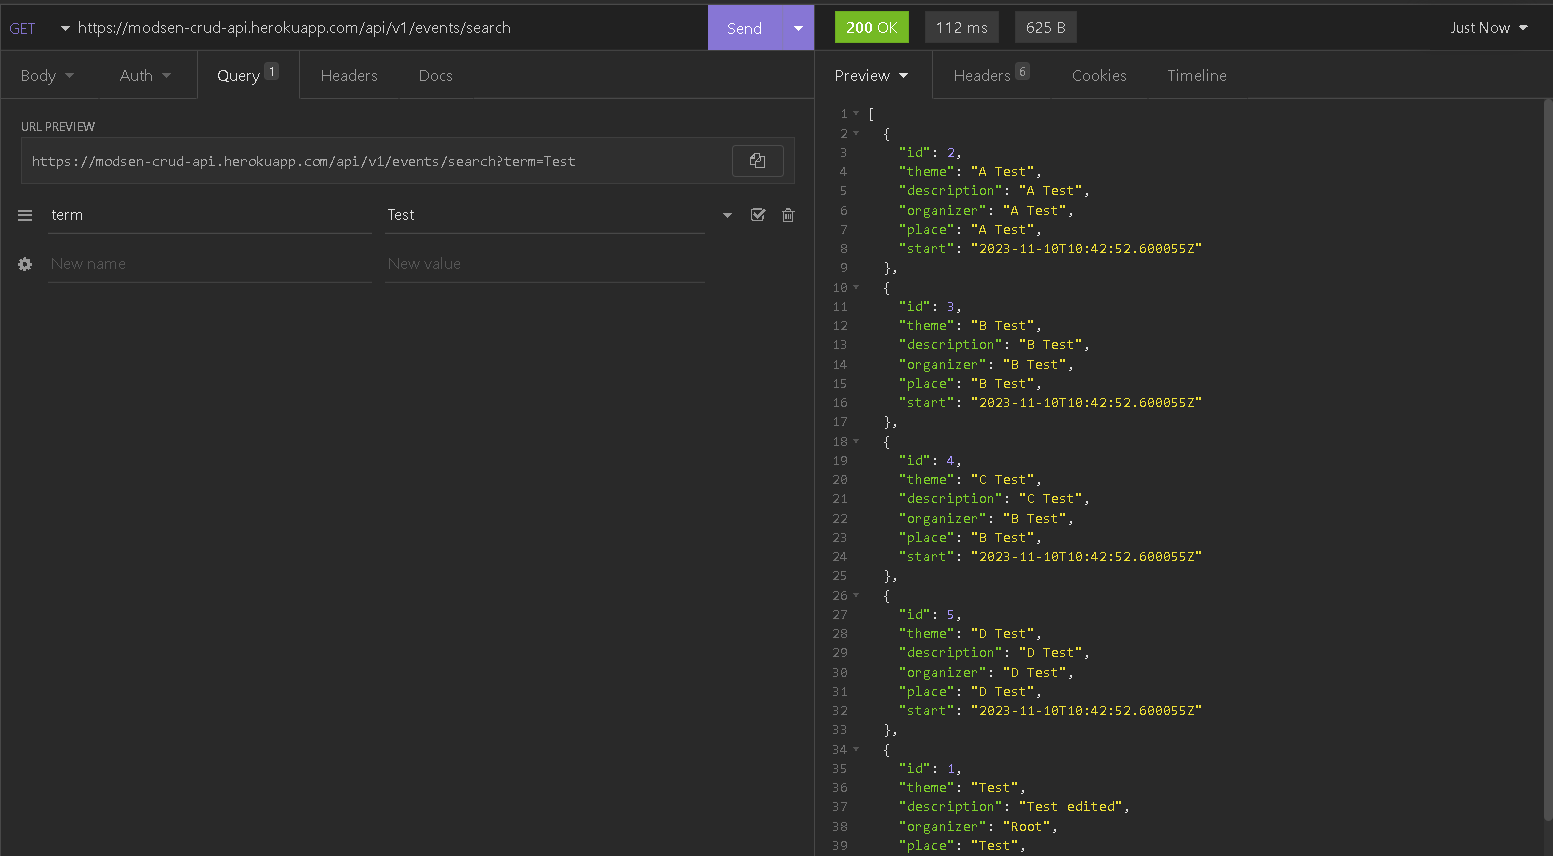 GET https://modsen-crud-api.herokuapp.com/api/v1/events/search Send
200 OK 112 ms 625 B Just Now
Body Auth Query 1 Headers Docs
Preview Headers 6 Cookies Timeline
URL PREVIEW
https://modsen-crud-api.herokuapp.com/api/v1/events/search?term=Test
term Test
New name New value
1 [
2 {
3 "id": 2,
4 "theme": "A Test",
5 "description": "A Test",
6 "organizer": "A Test",
7 "place": "A Test",
8 "start": "2023-11-10T10:42:52.600055Z"
9 },
10 {
11 "id": 3,
12 "theme": "B Test",
13 "description": "B Test",
14 "organizer": "B Test",
15 "place": "B Test",
16 "start": "2023-11-10T10:42:52.600055Z"
17 },
18 {
19 "id": 4,
20 "theme": "C Test",
21 "description": "C Test",
22 "organizer": "B Test",
23 "place": "B Test",
24 "start": "2023-11-10T10:42:52.600055Z"
25 },
26 {
27 "id": 5,
28 "theme": "D Test",
29 "description": "D Test",
30 "organizer": "D Test",
31 "place": "D Test",
32 "start": "2023-11-10T10:42:52.600055Z"
33 },
34 {
35 "id": 1,
36 "theme": "Test",
37 "description": "Test edited",
38 "organizer": "Root",
39 "place": "Test",